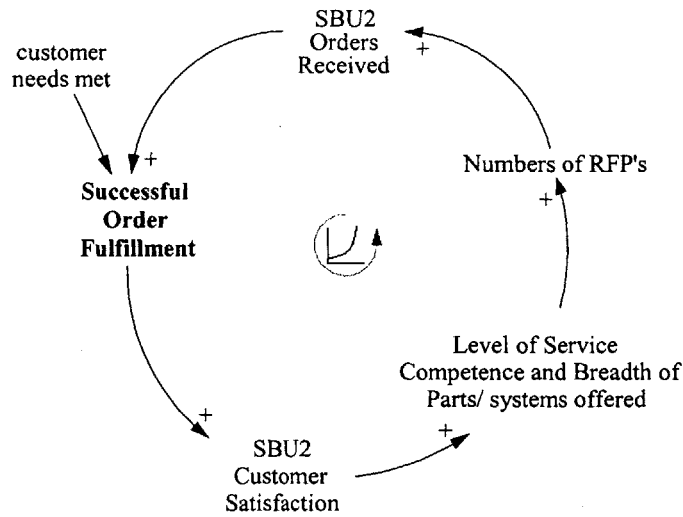 SBU2
Orders
Received
+
customer
needs met
+
Successful
Order
Fulfillment
Numbers of RFP's
+
Level of Service
Competence and Breadth of
Parts/ systems offered
+
+
SBU2
Customer
Satisfaction